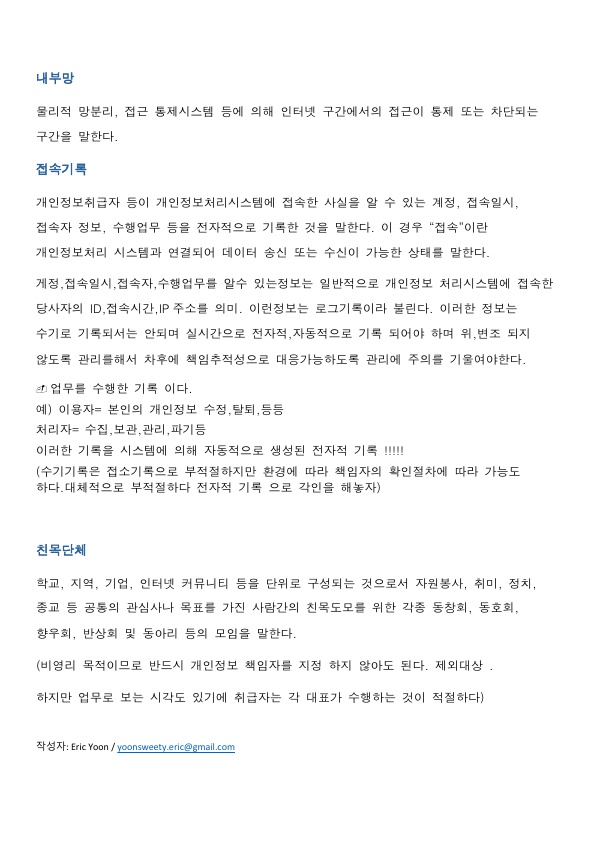 내부망
물리적 망분리, 접근 통제시스템 등에 의해 인터넷 구간에서의 접근이 통제 또는 차단되는
구간을 말한다.
접속기록
개인정보취급자 등이 개인정보처리시스템에 접속한 사실을 알 수 있는 계정, 접속일시,
접속자 정보, 수행업무 등을 전자적으로 기록한 것을 말한다. 이 경우 “접속”이란
개인정보처리 시스템과 연결되어 데이터 송신 또는 수신이 가능한 상태를 말한다.
게정,접속일시,접속자,수행업무를 알수 있는정보는 일반적으로 개인정보 처리시스템에 접속한
당사자의 ID,접속시간,IP 주소를 의미. 이런정보는 로그기록이라 불린다. 이러한 정보는
수기로 기록되서는 안되며 실시간으로 전자적,자동적으로 기록 되어야 하며 위,변조 되지
않도록 관리를해서 차후에 책임추적성으로 대응가능하도록 관리에 주의를 기울여야한다.
✍ 업무를 수행한 기록 이다.
예) 이용자= 본인의 개인정보 수정,탈퇴,등등
처리자= 수집,보관,관리,파기등
이러한 기록을 시스템에 의해 자동적으로 생성된 전자적 기록 !!!!!
(수기기록은 접소기록으로 부적절하지만 환경에 따라 책임자의 확인절차에 따라 가능도
하다.대체적으로 부적절하다 전자적 기록 으로 각인을 해놓자)
친목단체
학교, 지역, 기업, 인터넷 커뮤니티 등을 단위로 구성되는 것으로서 자원봉사, 취미, 정치,
종교 등 공통의 관심사나 목표를 가진 사람간의 친목도모를 위한 각종 동창회, 동호회,
향우회, 반상회 및 동아리 등의 모임을 말한다.
(비영리 목적이므로 반드시 개인정보 책임자를 지정 하지 않아도 된다. 제외대상 .
하지만 업무로 보는 시각도 있기에 취급자는 각 대표가 수행하는 것이 적절하다)
작성자: Eric Yoon / yoonsweety.eric@gmail.com